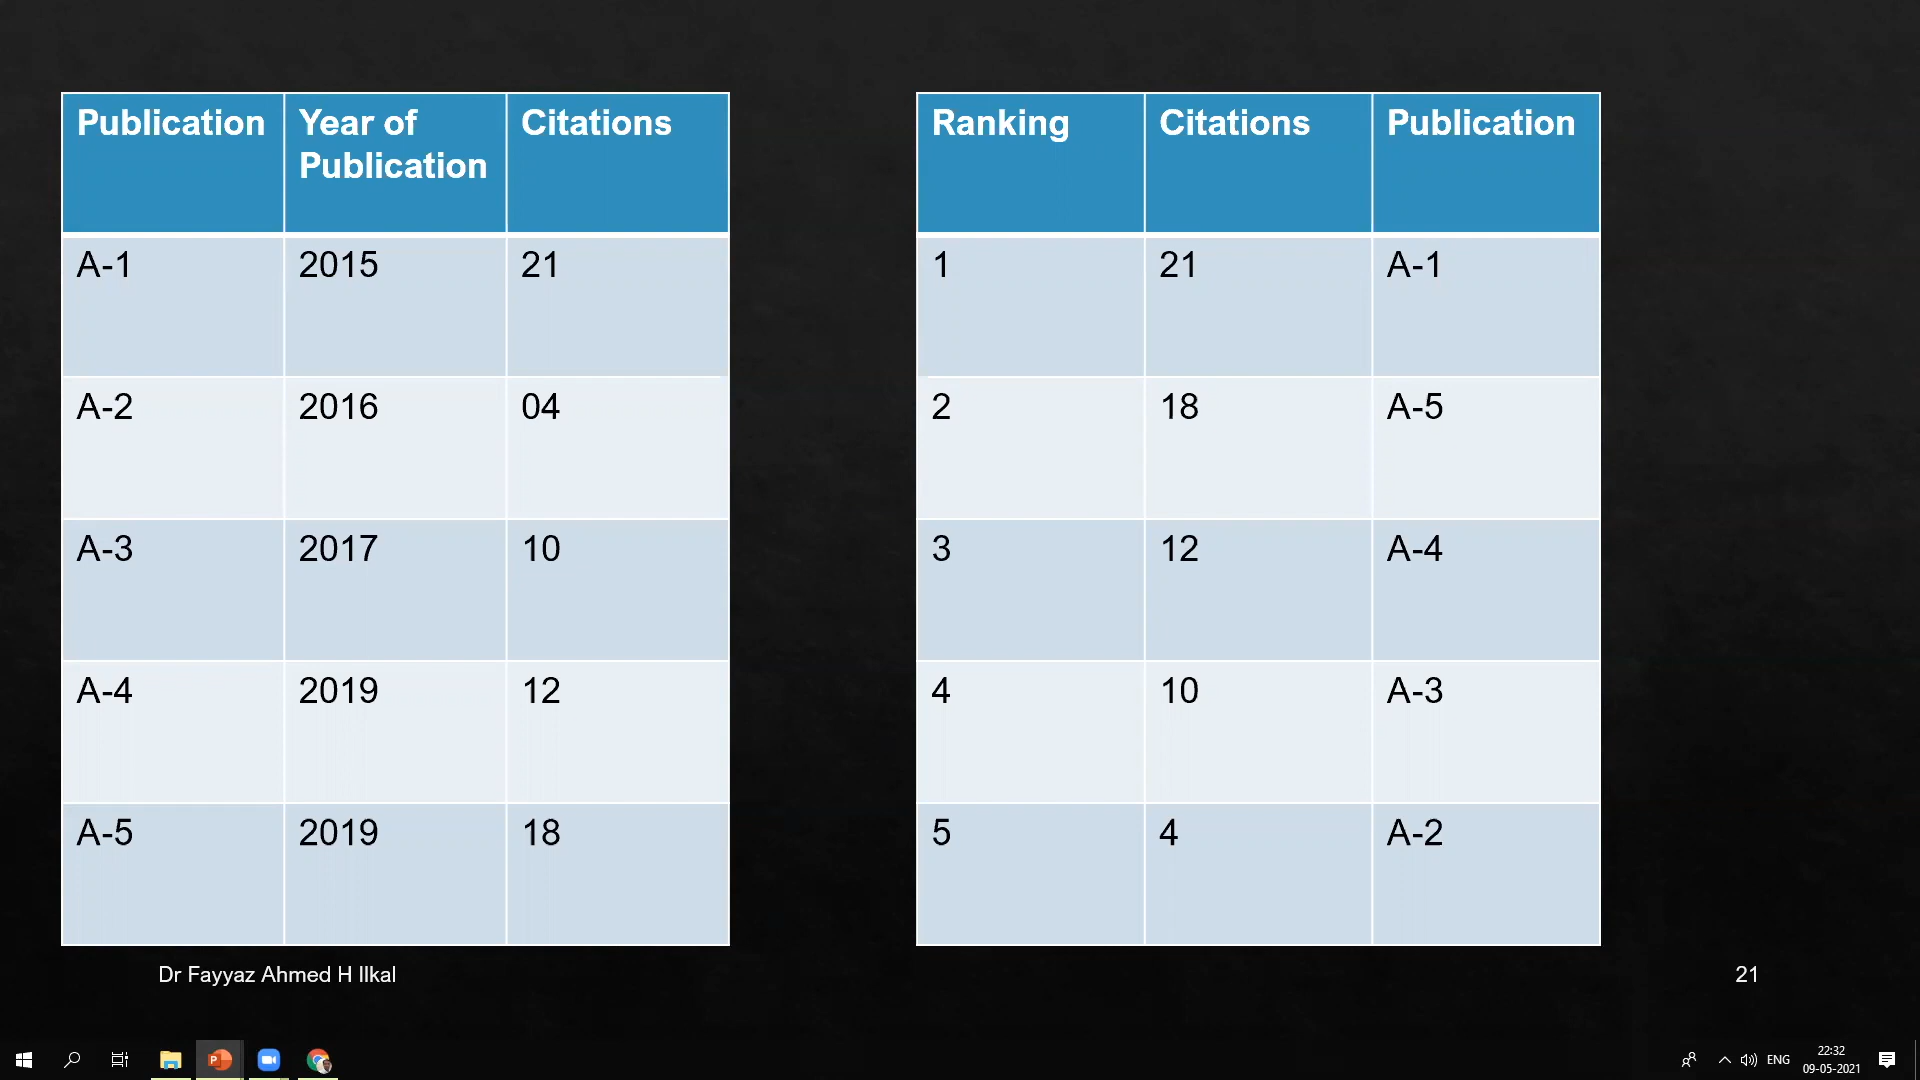 Publication Year of Publication Citations
A-1 2015 21
A-2 2016 04
A-3 2017 10
A-4 2019 12
A-5 2019 18
Ranking Citations Publication
1 21 A-1
2 18 A-5
3 12 A-4
4 10 A-3
5 4 A-2
Dr Fayyaz Ahmed H Ilkal
21
P
ENG
22:32
09-05-2021